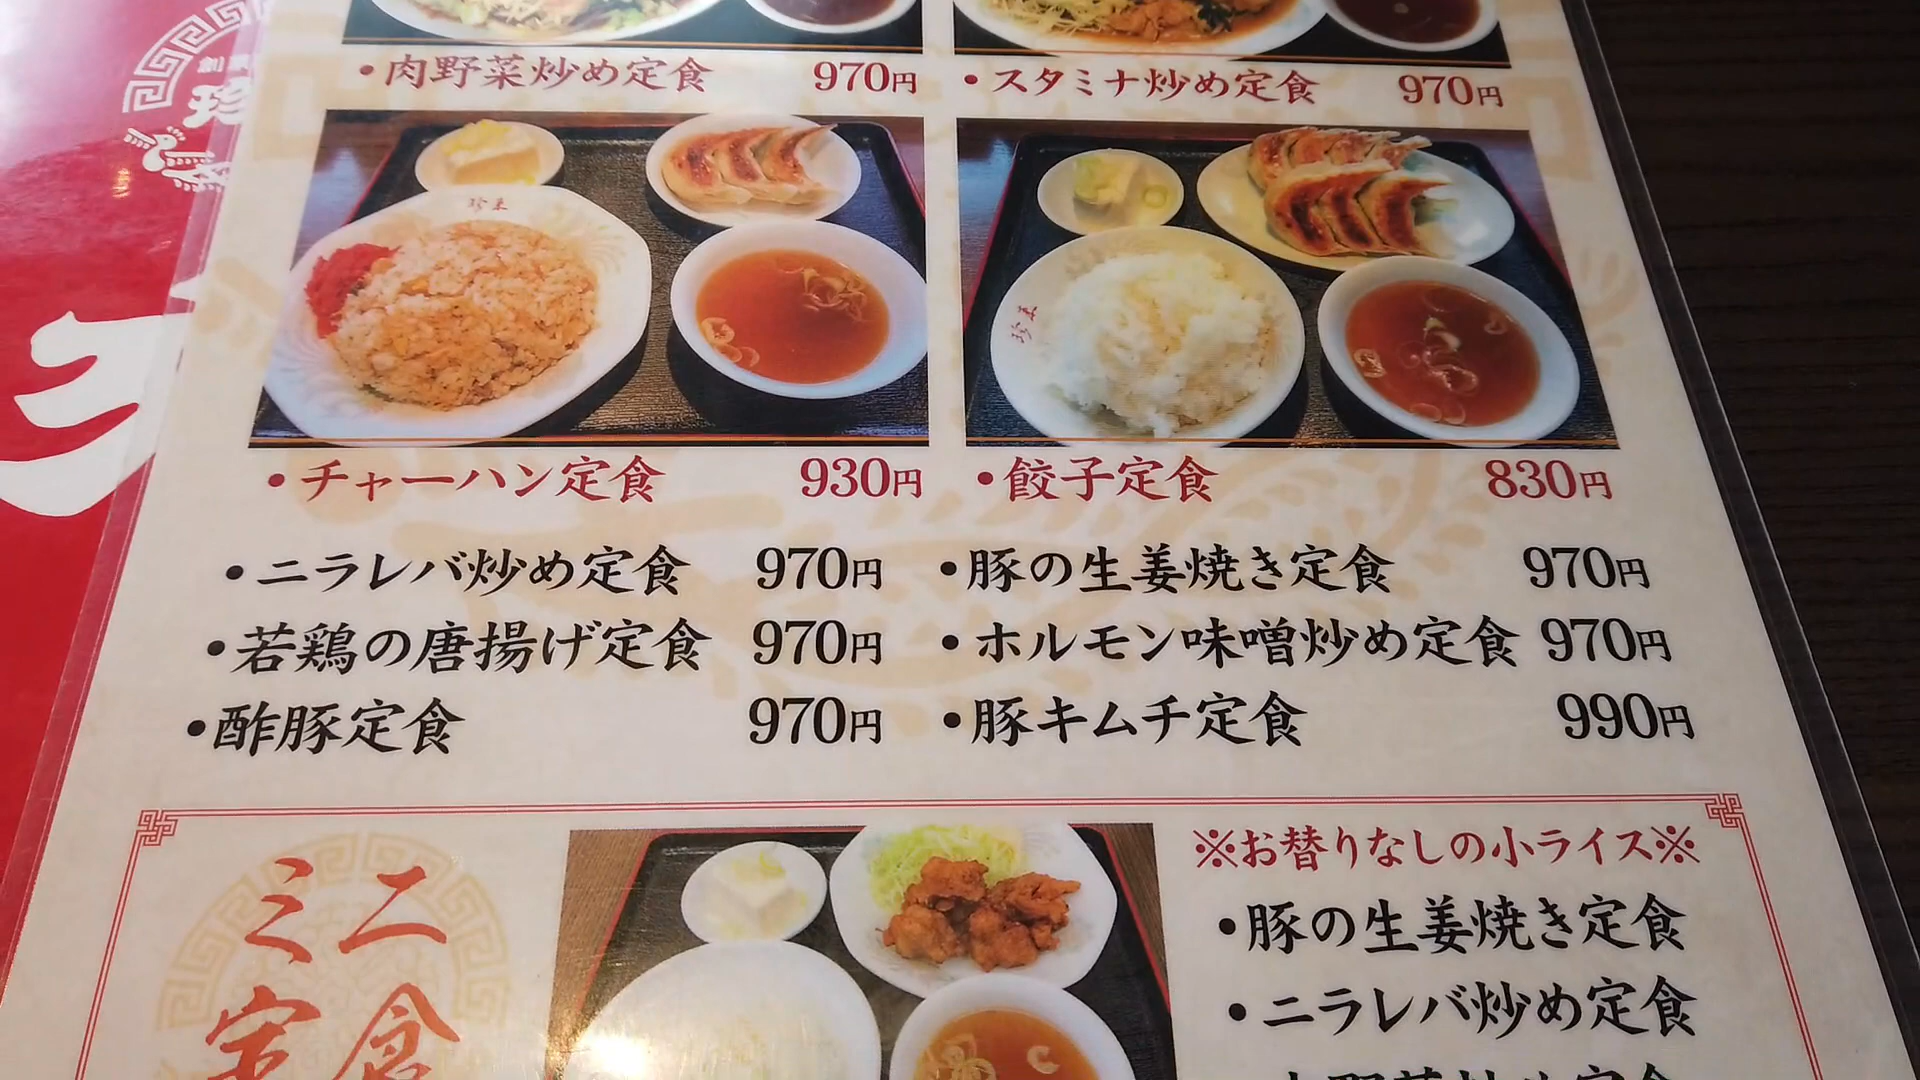 ・肉野菜炒め定食 970円
・スタミナ炒め定食 970円
・チャーハン定食 930円
・餃子定食 830円
・ニラレバ炒め定食 970円
・豚の生姜焼き定食 970円
・若鶏の唐揚げ定食 970円
・ホルモン味噌炒め定食 970円
・酢豚定食 970円
・豚キムチ定食 990円
ミニ
定食
※お替りなしの小ライス※
・豚の生姜焼き定食
・ニラレバ炒め定食